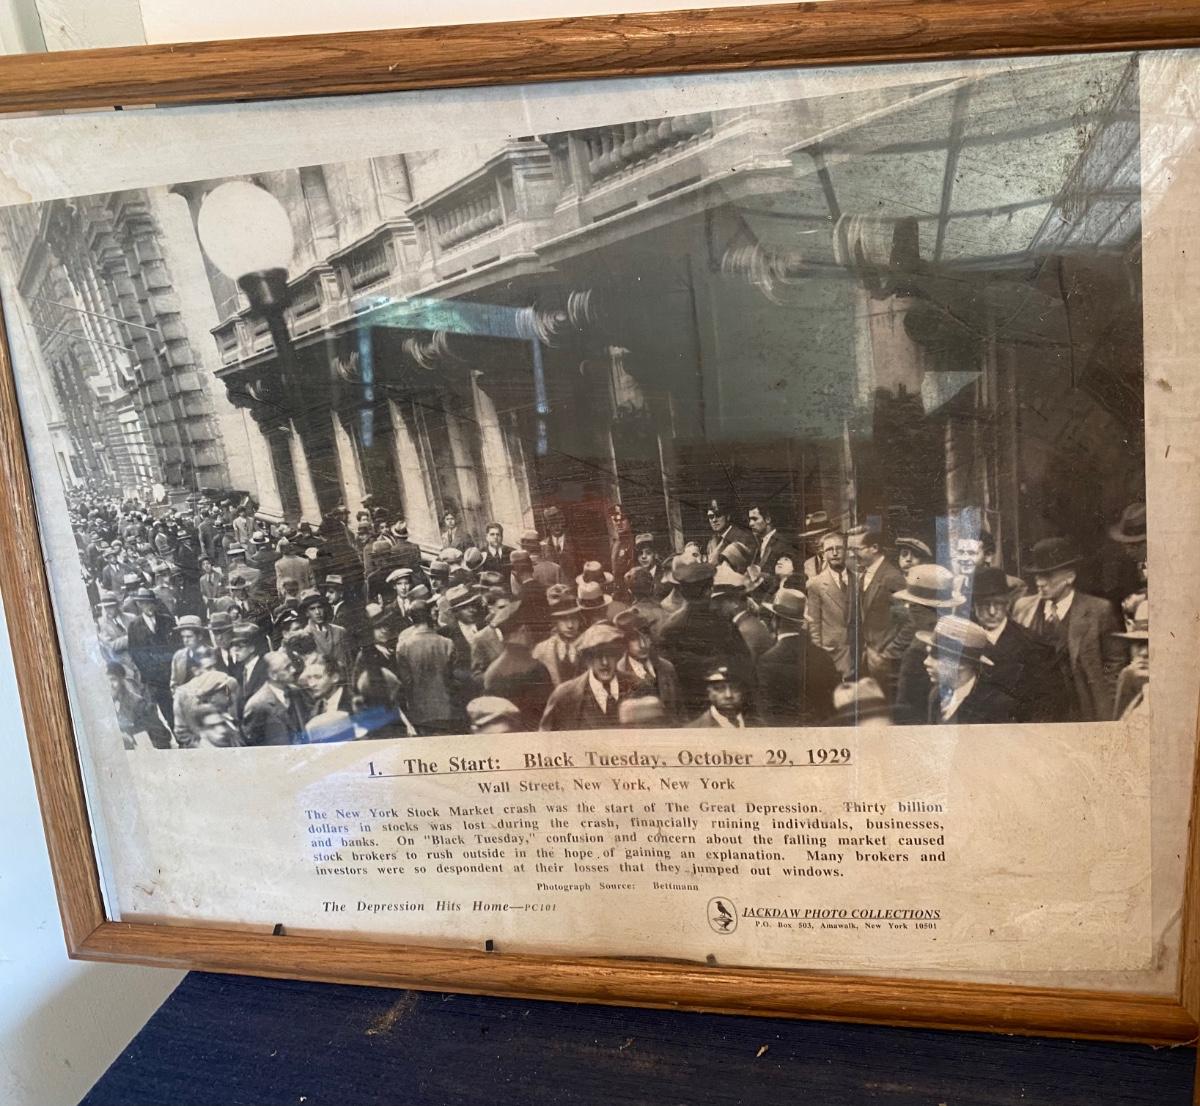 1. The Start: Black Tuesday, October 29, 1929
Wall Street, New York, New York
The New York Stock Market crash was the start of The Great Depression. Thirty billion
dollars in stocks was lost during the crash, financially ruining individuals, businesses,
and banks. On "Black Tuesday," confusion and concern about the falling market caused
stock brokers to rush outside in the hope of gaining an explanation. Many brokers and
investors were so despondent at their losses that they jumped out windows.
Photograph Source: Bettmann
The Depression Hits Home—PC101
JACKDAW PHOTO COLLECTIONS
P.O. Box 503, Amawalk, New York 10501